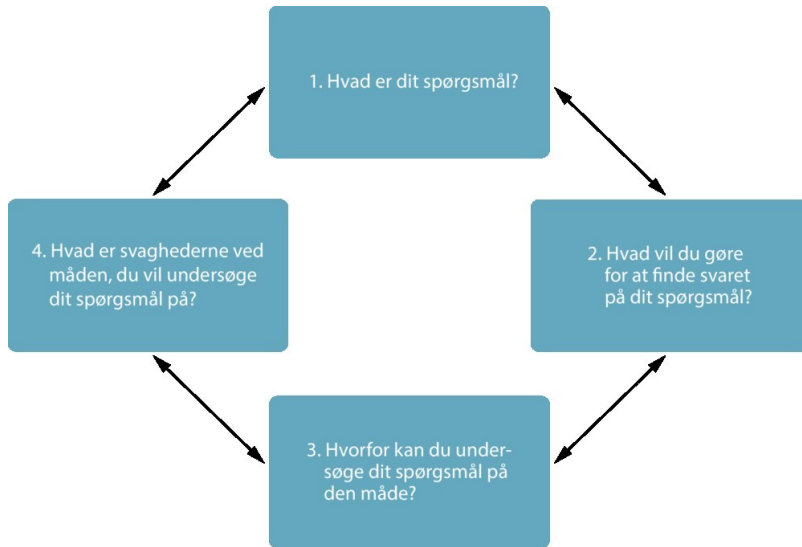 1. Hvad er dit spørgsmål?
2. Hvad vil du gøre
for at finde svaret
på dit spørgsmål?
3. Hvorfor kan du under-
søge dit spørgsmål på
den måde?
4. Hvad er svaghederne ved
måden, du vil undersøge
dit spørgsmål på?